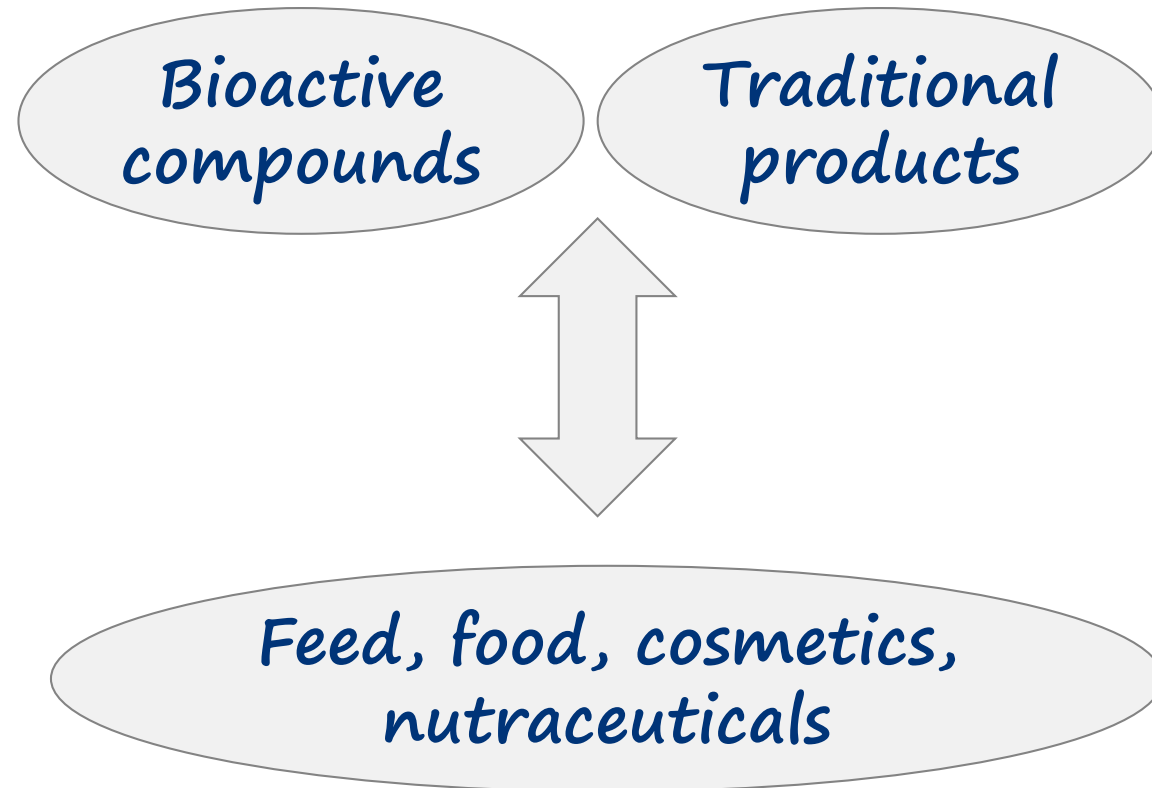 Bioactive
compounds
Traditional
products
Feed, food, cosmetics,
nutraceuticals